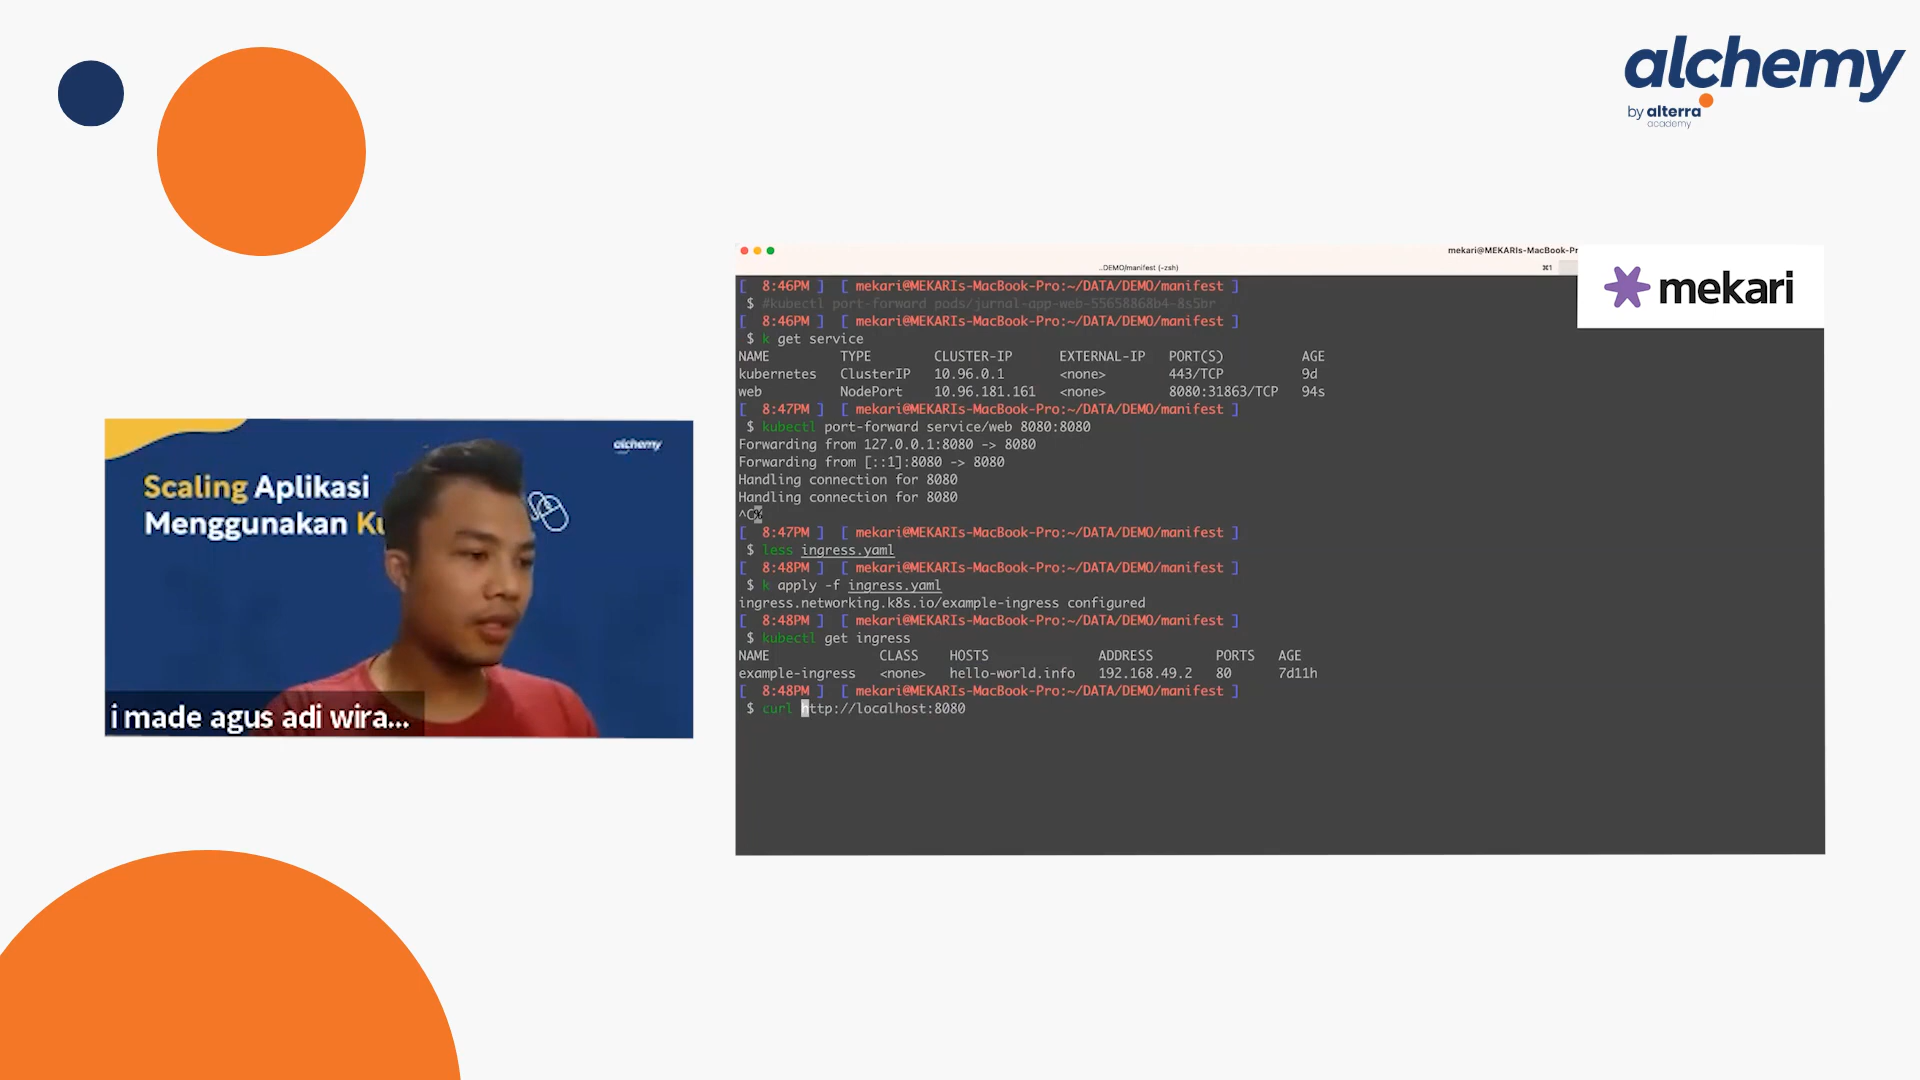 alchemy
by alterra
academy
mekari@MEKARIs-MacBook-Pr
..DEMO/manifest (-zsh)
⌘1
mekari
[ 8:46PM ] [ mekari@MEKARIs-MacBook-Pro:~/DATA/DEMO/manifest ]
$ #kubectl port-forward pods/jurnal-app-web-55658868b4-8s5br
[ 8:46PM ] [ mekari@MEKARIs-MacBook-Pro:~/DATA/DEMO/manifest ]
$ k get service
NAME TYPE CLUSTER-IP EXTERNAL-IP PORT(S) AGE
kubernetes ClusterIP 10.96.0.1 <none> 443/TCP 9d
web NodePort 10.96.181.161 <none> 8080:31863/TCP 94s
[ 8:47PM ] [ mekari@MEKARIs-MacBook-Pro:~/DATA/DEMO/manifest ]
$ kubectl port-forward service/web 8080:8080
Forwarding from 127.0.0.1:8080 -> 8080
Forwarding from [::1]:8080 -> 8080
Handling connection for 8080
Handling connection for 8080
^C%
[ 8:47PM ] [ mekari@MEKARIs-MacBook-Pro:~/DATA/DEMO/manifest ]
$ less ingress.yaml
[ 8:48PM ] [ mekari@MEKARIs-MacBook-Pro:~/DATA/DEMO/manifest ]
$ k apply -f ingress.yaml
ingress.networking.k8s.io/example-ingress configured
[ 8:48PM ] [ mekari@MEKARIs-MacBook-Pro:~/DATA/DEMO/manifest ]
$ kubectl get ingress
NAME CLASS HOSTS ADDRESS PORTS AGE
example-ingress <none> hello-world.info 192.168.49.2 80 7d11h
[ 8:48PM ] [ mekari@MEKARIs-MacBook-Pro:~/DATA/DEMO/manifest ]
$ curl http://localhost:8080
alchemy
Scaling Aplikasi
Menggunakan Ku
i made agus adi wira...